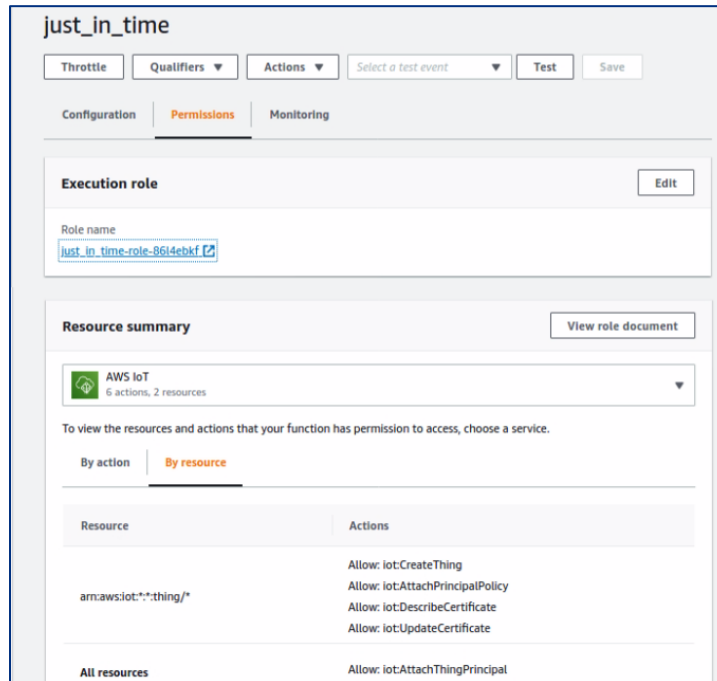 just_in_time
Throttle Qualifiers Actions Select a test event Test Save
Configuration Permissions Monitoring
Execution role Edit
Role name
just_in_time-role-86l4ebkf
Resource summary View role document
AWS IoT
6 actions, 2 resources
To view the resources and actions that your function has permission to access, choose a service.
By action By resource
Resource Actions
Allow: iot:CreateThing
Allow: iot:AttachPrincipalPolicy
arn:aws:iot:*:*:thing/*
Allow: iot:DescribeCertificate
Allow: iot:UpdateCertificate
All resources Allow: iot:AttachThingPrincipal